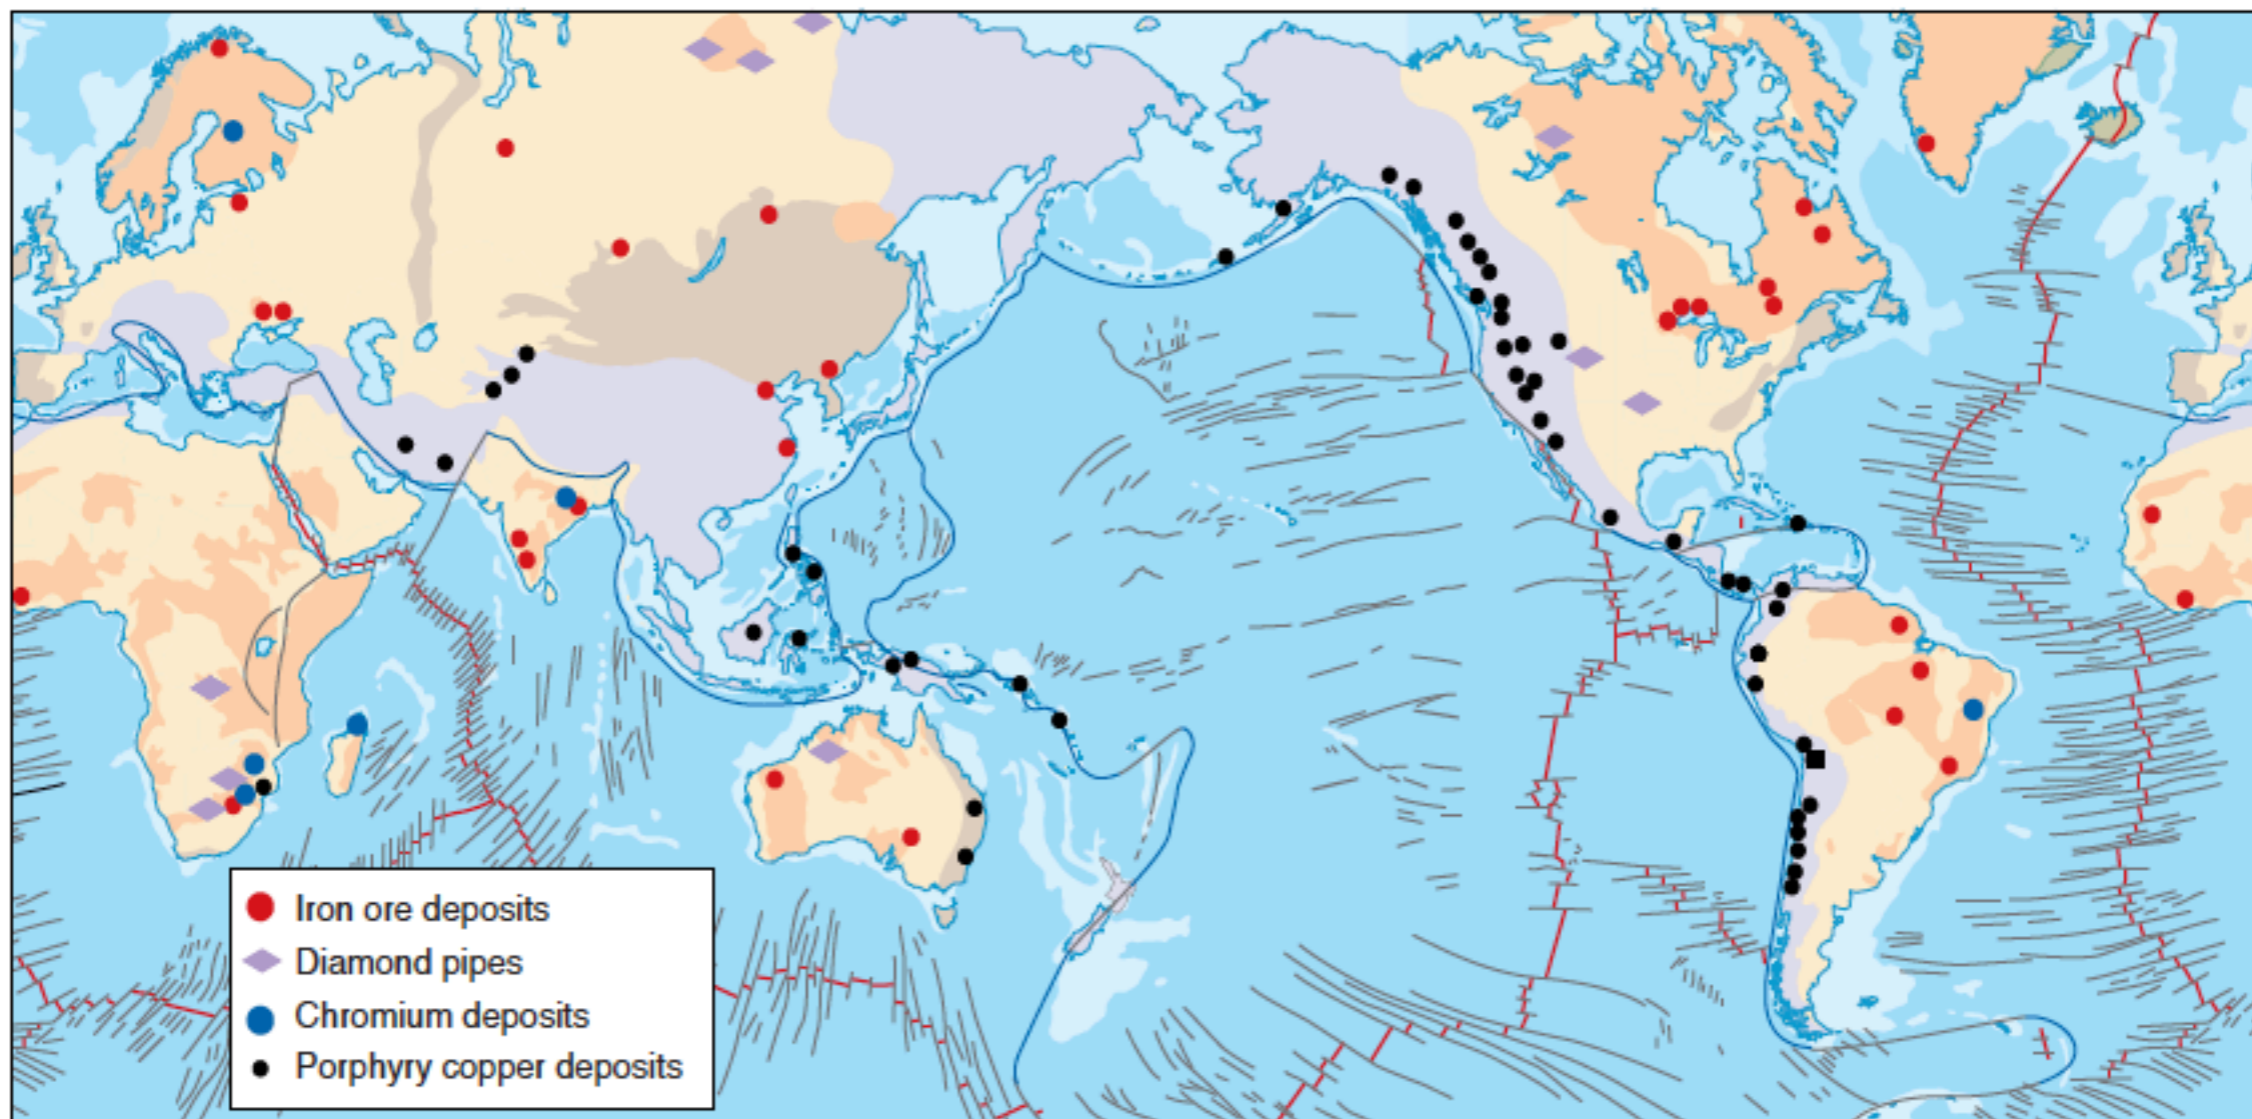 Iron ore deposits
Diamond pipes
Chromium deposits
Porphyry copper deposits